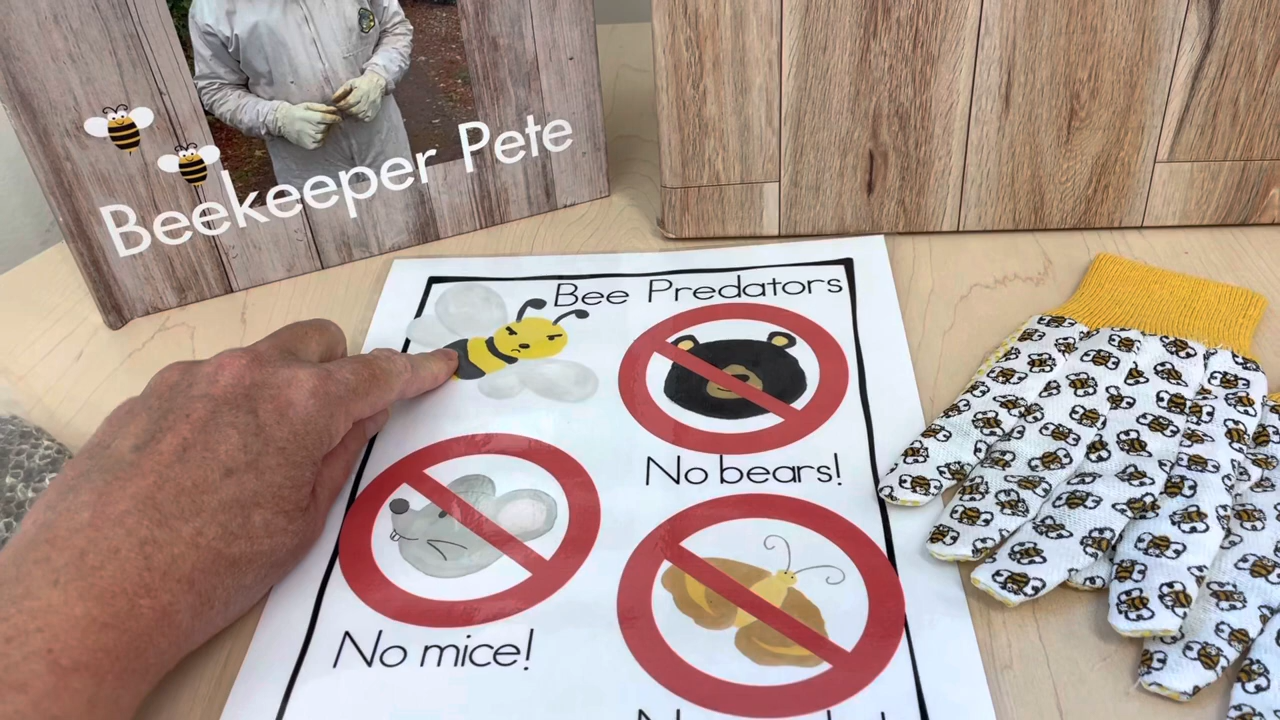 Beekeeper Pete
Bee Predators
No bears!
No mice!